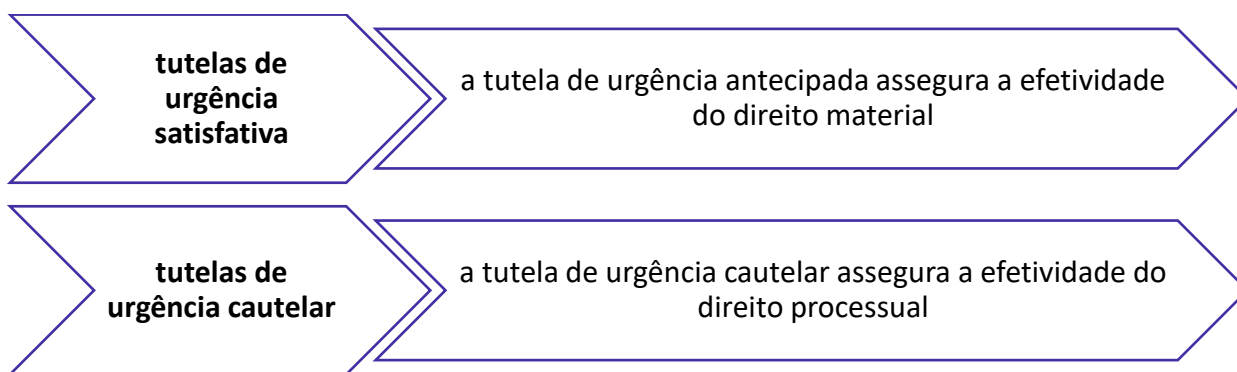 tutelas de
urgência
satisfativa
a tutela de urgência antecipada assegura a efetividade
do direito material
tutelas de
urgência cautelar
a tutela de urgência cautelar assegura a efetividade do
direito processual